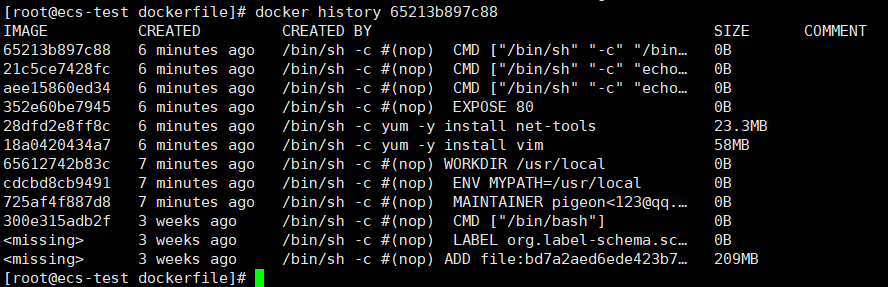 [root@ecs-test dockerfile]# docker history 65213b897c88
IMAGE CREATED CREATED BY SIZE COMMENT
65213b897c88 6 minutes ago /bin/sh -c #(nop) CMD ["/bin/sh" "-c" "/bin… 0B
21c5ce7428fc 6 minutes ago /bin/sh -c #(nop) CMD ["/bin/sh" "-c" "echo… 0B
aee15860ed34 6 minutes ago /bin/sh -c #(nop) CMD ["/bin/sh" "-c" "echo… 0B
352e60be7945 6 minutes ago /bin/sh -c #(nop) EXPOSE 80 0B
28dfd2e8ff8c 6 minutes ago /bin/sh -c yum -y install net-tools 23.3MB
18a0420434a7 6 minutes ago /bin/sh -c yum -y install vim 58MB
65612742b83c 7 minutes ago /bin/sh -c #(nop) WORKDIR /usr/local 0B
cdcbd8cb9491 7 minutes ago /bin/sh -c #(nop) ENV MYPATH=/usr/local 0B
725af4f887d8 7 minutes ago /bin/sh -c #(nop) MAINTAINER pigeon<123@qq.… 0B
300e315adb2f 3 weeks ago /bin/sh -c #(nop) CMD ["/bin/bash"] 0B
<missing> 3 weeks ago /bin/sh -c #(nop) LABEL org.label-schema.sc… 0B
<missing> 3 weeks ago /bin/sh -c #(nop) ADD file:bd7a2aed6ede423b7… 209MB
[root@ecs-test dockerfile]#